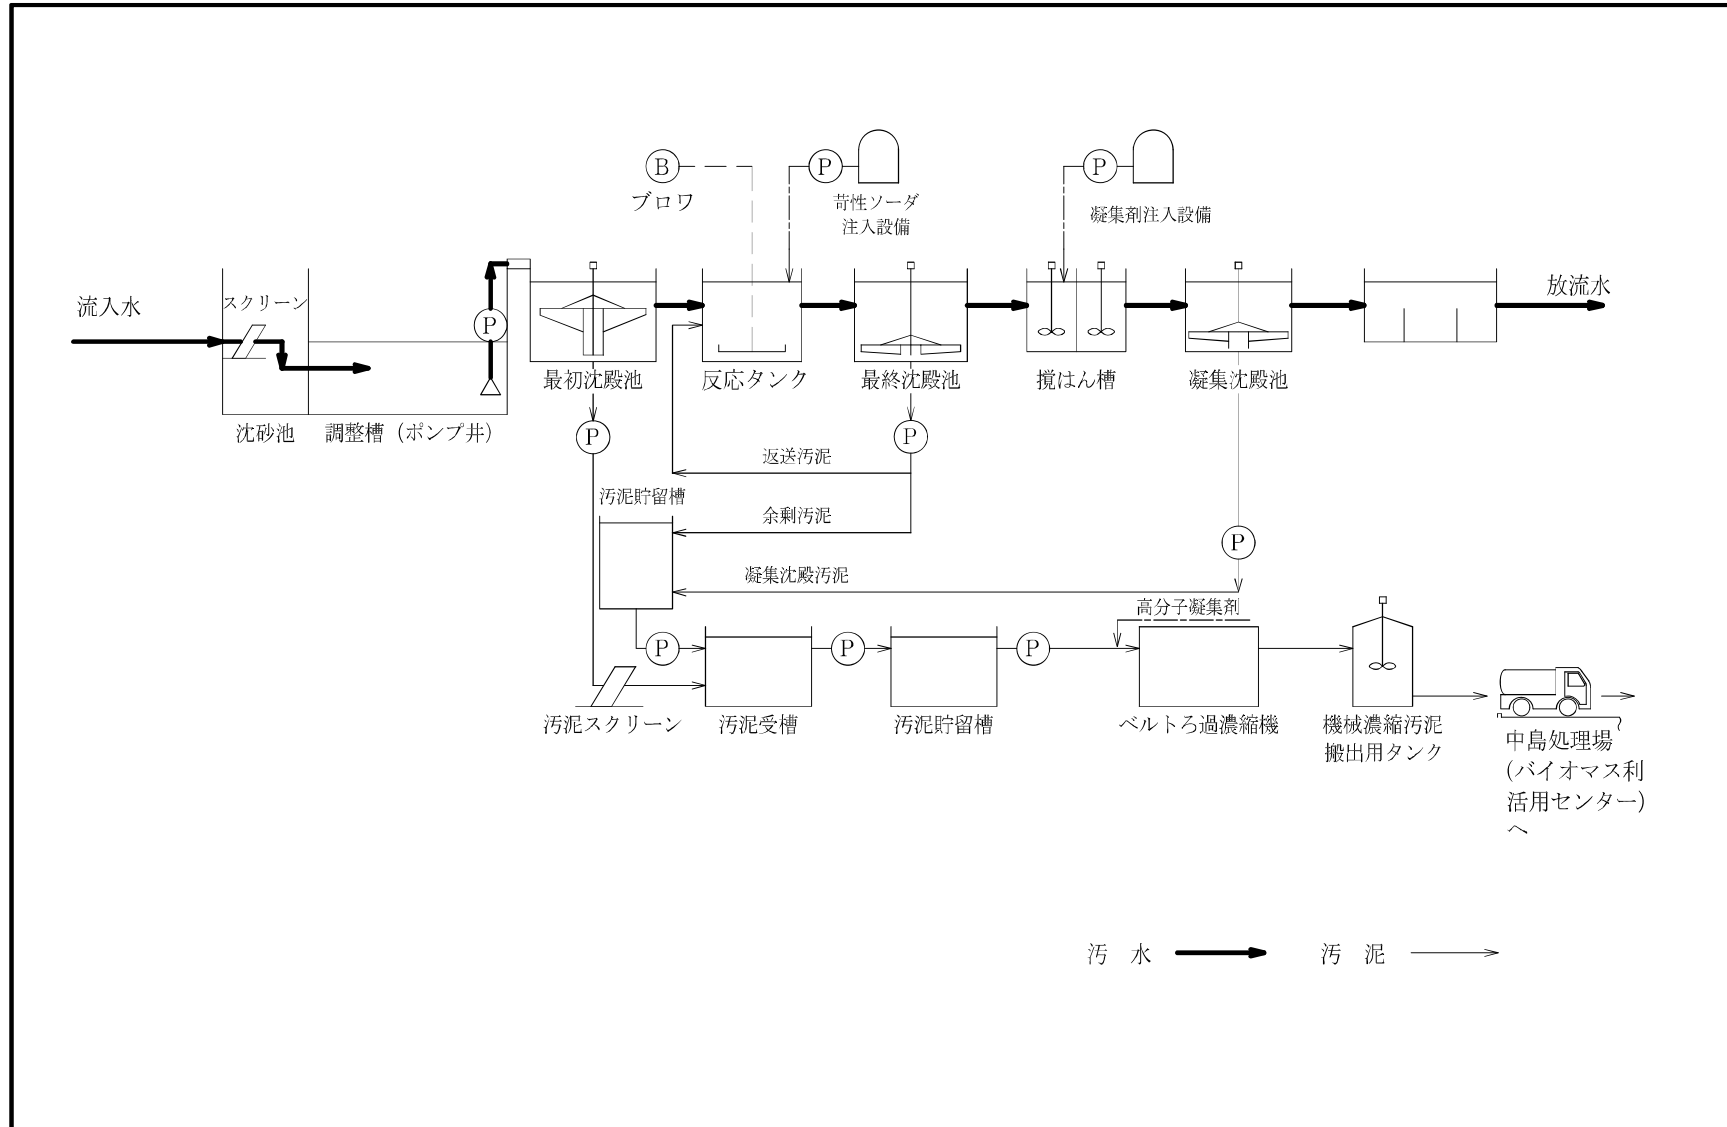 B
P
P
ブロワ
苛性ソーダ
注入設備
凝集剤注入設備
流入水
スクリーン
P
放流水
最初沈殿池
反応タンク
最終沈殿池
撹はん槽
凝集沈殿池
沈砂池
調整槽（ポンプ井）
P
P
返送汚泥
汚泥貯留槽
余剰汚泥
P
凝集沈殿汚泥
高分子凝集剤
P
P
P
汚泥スクリーン
汚泥受槽
汚泥貯留槽
ベルトろ過濃縮機
機械濃縮汚泥
搬出用タンク
中島処理場
(バイオマス利
活用センター)
へ
汚 水
汚 泥